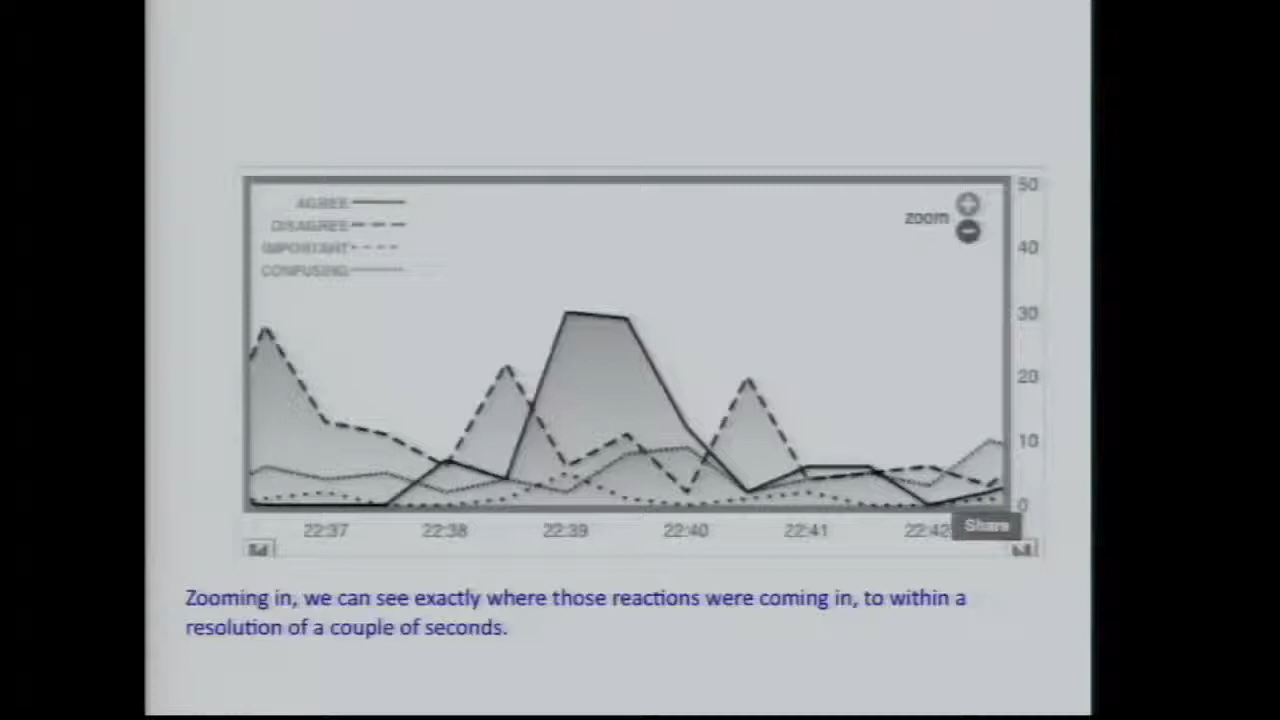 AGREE
DISAGREE
IMPORTANT
CONFUSING
zoom
50
40
30
20
10
0
22:37 22:38 22:39 22:40 22:41 22:42
Share
Zooming in, we can see exactly where those reactions were coming in, to within a
resolution of a couple of seconds.